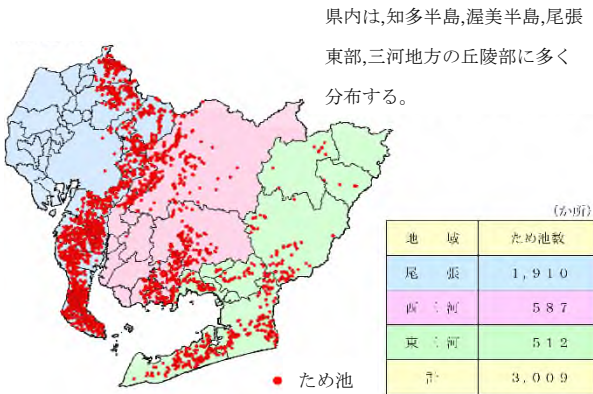 県内は,知多半島,渥美半島,尾張
東部,三河地方の丘陵部に多く
分布する。
(か所)
地 域 ため池数
尾 張 1,910
西三河 587
東三河 512
計 3,009
ため池